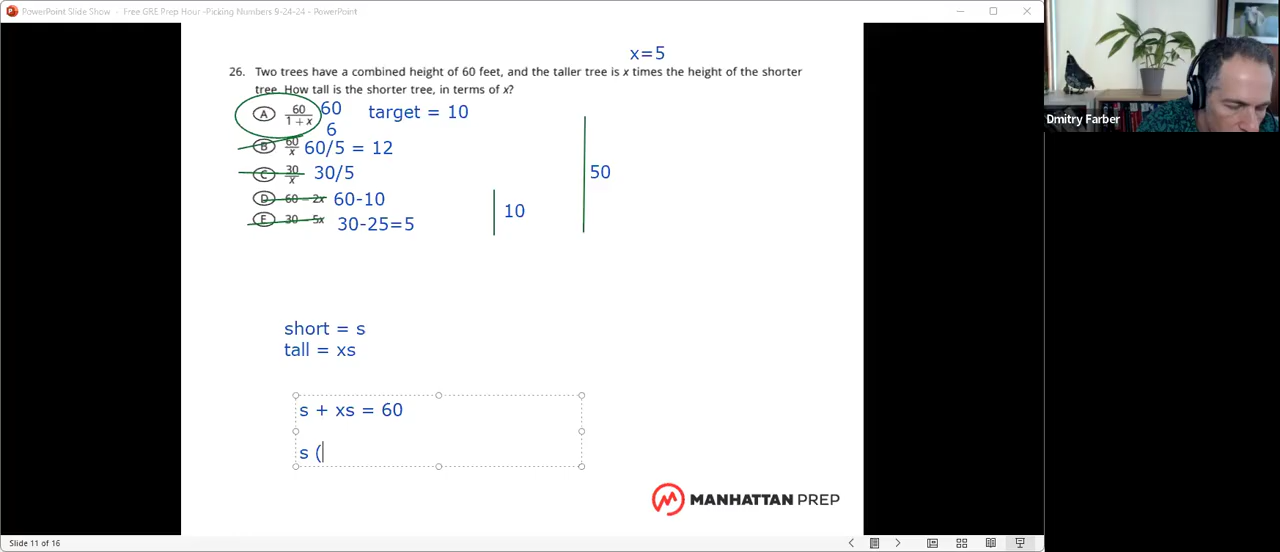 PowerPoint Slide Show - Free GRE Prep Hour -Picking Numbers 9-24-24 - PowerPoint
x=5
26. Two trees have a combined height of 60 feet, and the taller tree is x times the height of the shorter
tree. How tall is the shorter tree, in terms of x?
A 60 / 1 + x 60 / 6 target = 10
B 60 / x 60/5 = 12
C 30 / x 30/5
D 60 – 2x 60-10
E 30 – 5x 30-25=5
50
10
short = s
tall = xs
s + xs = 60
s (
MANHATTAN PREP
Dmitry Farber
Slide 11 of 16